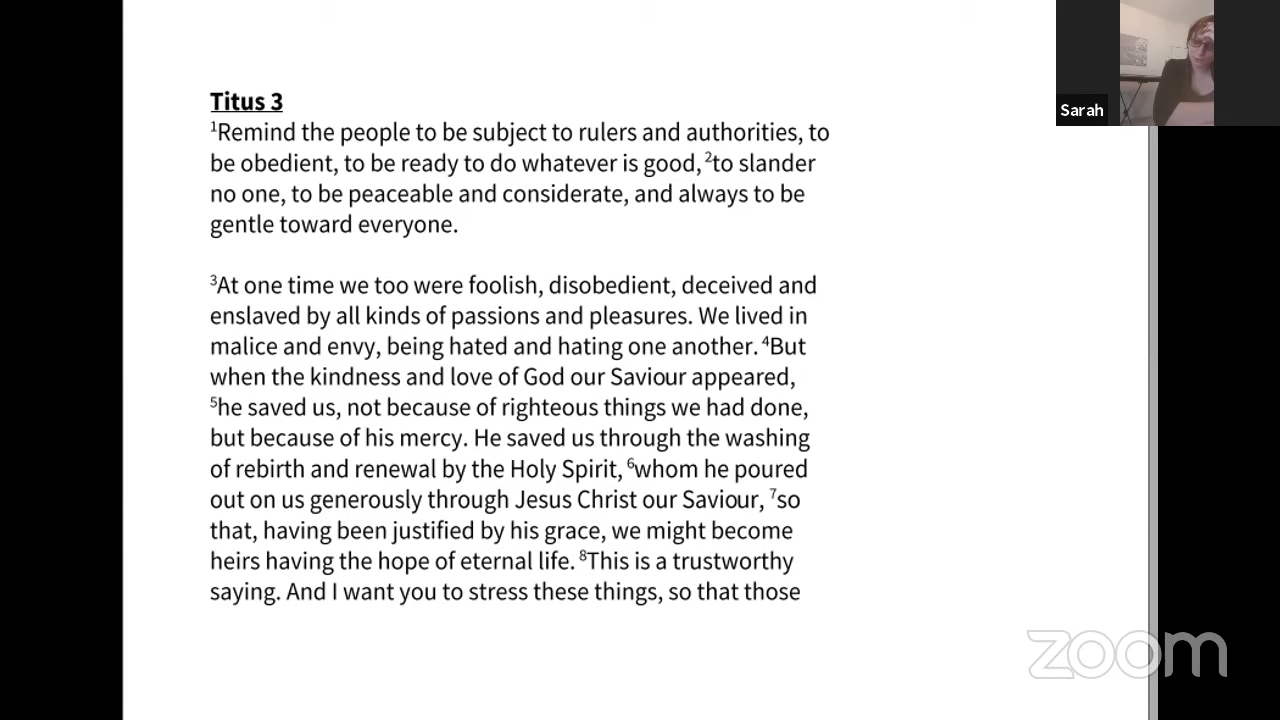 Titus 3
¹Remind the people to be subject to rulers and authorities, to
be obedient, to be ready to do whatever is good, ²to slander
no one, to be peaceable and considerate, and always to be
gentle toward everyone.
³At one time we too were foolish, disobedient, deceived and
enslaved by all kinds of passions and pleasures. We lived in
malice and envy, being hated and hating one another. ⁴But
when the kindness and love of God our Saviour appeared,
⁵he saved us, not because of righteous things we had done,
but because of his mercy. He saved us through the washing
of rebirth and renewal by the Holy Spirit, ⁶whom he poured
out on us generously through Jesus Christ our Saviour, ⁷so
that, having been justified by his grace, we might become
heirs having the hope of eternal life. ⁸This is a trustworthy
saying. And I want you to stress these things, so that those
Sarah
zoom